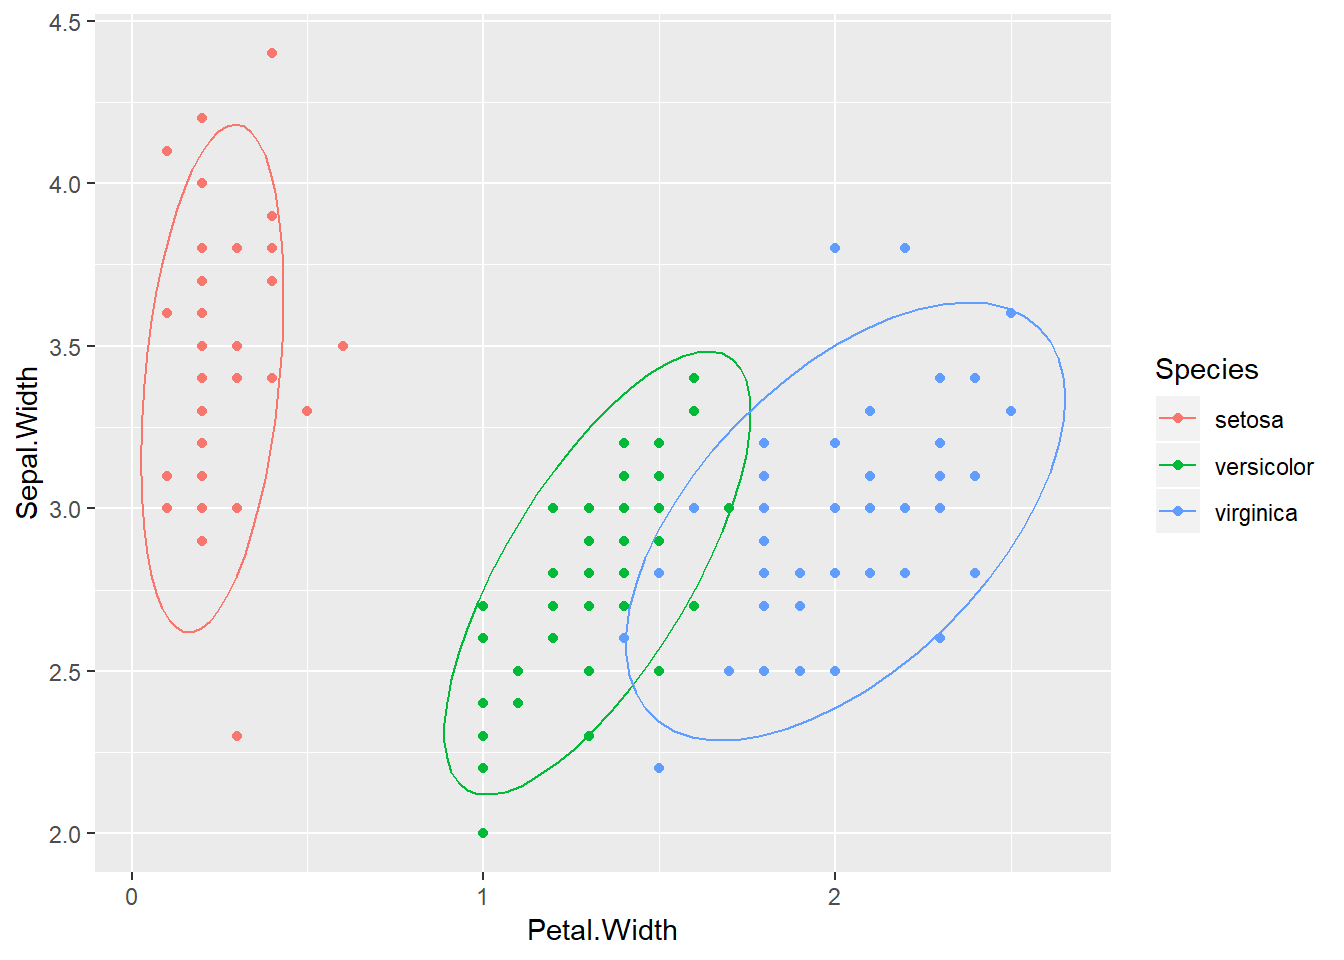 4.5
4.0
3.5
3.0
2.5
2.0
Sepal.Width
0 1 2
Petal.Width
Species
setosa
versicolor
virginica